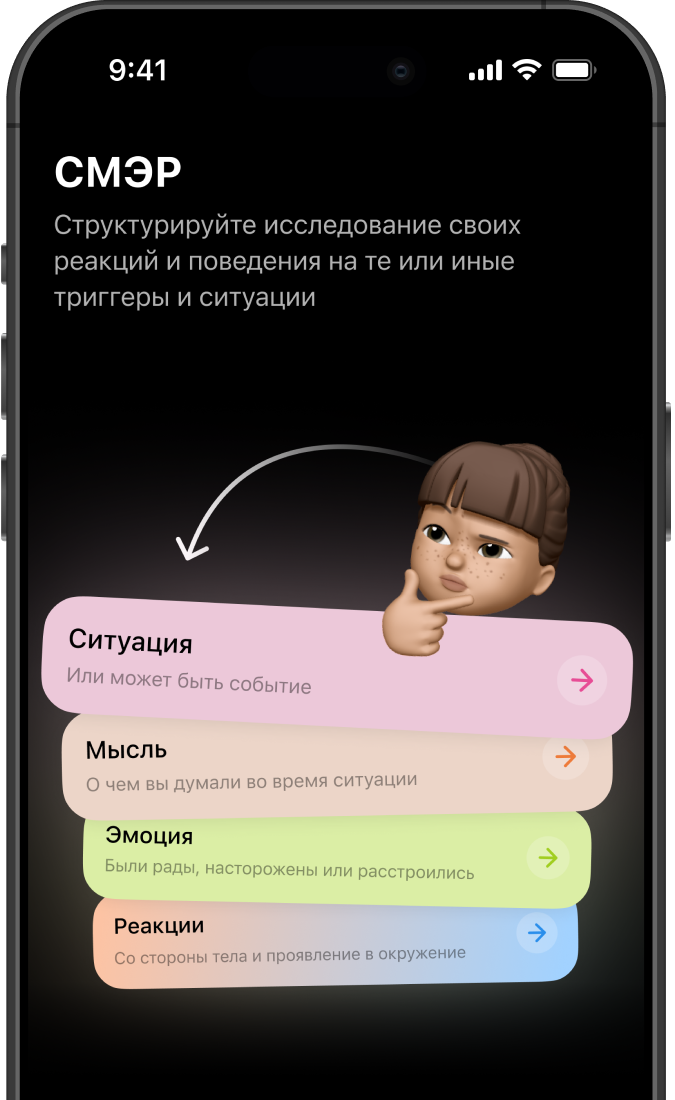 9:41
СМЭР
Структурируйте исследование своих
реакций и поведения на те или иные
триггеры и ситуации
Ситуация
Или может быть событие
Мысль
О чем вы думали во время ситуации
Эмоция
Были рады, насторожены или расстроились
Реакции
Со стороны тела и проявление в окружение